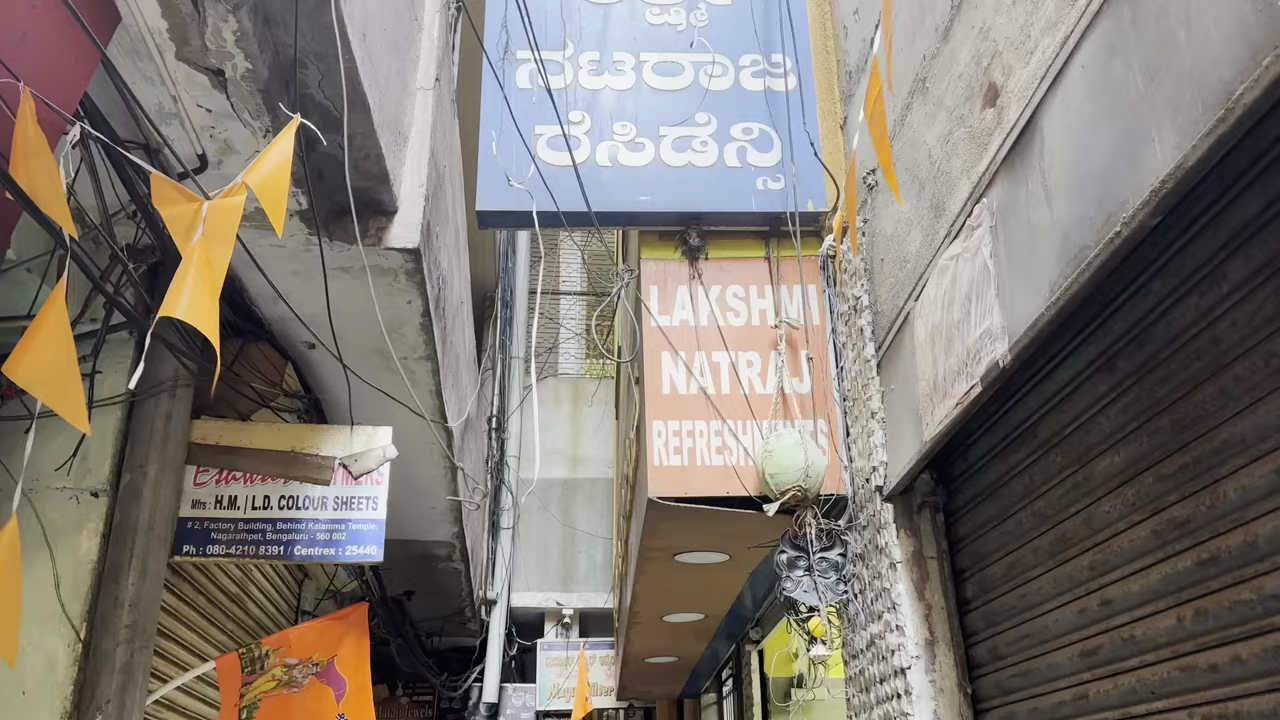 ನಟರಾಜ
ರೆಸಿಡೆನ್ಸಿ
LAKSHMI
NATRAJ
REFRESHMENTS
Mfrs : H.M. | L.D. COLOUR SHEETS
# 2, Factory Building, Behind Kalamma Temple,
Nagarathpet, Bengaluru - 560 002
Ph : 080-4210 8391 / Centrex : 25440
Jewels